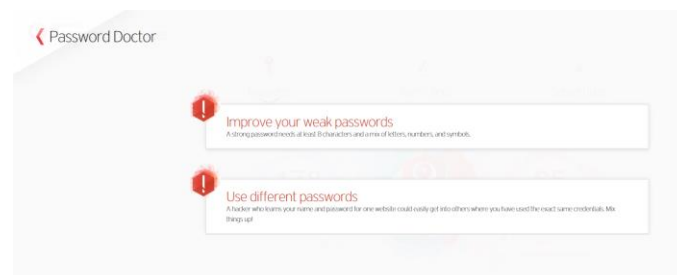 Password Doctor
Improve your weak passwords
A strong password needs at least 8 characters and a mix of letters, numbers, and symbols.
Use different passwords
A hacker who learns your name and password for one website could easily get into others where you have used the exact same credentials. Mix
things up!